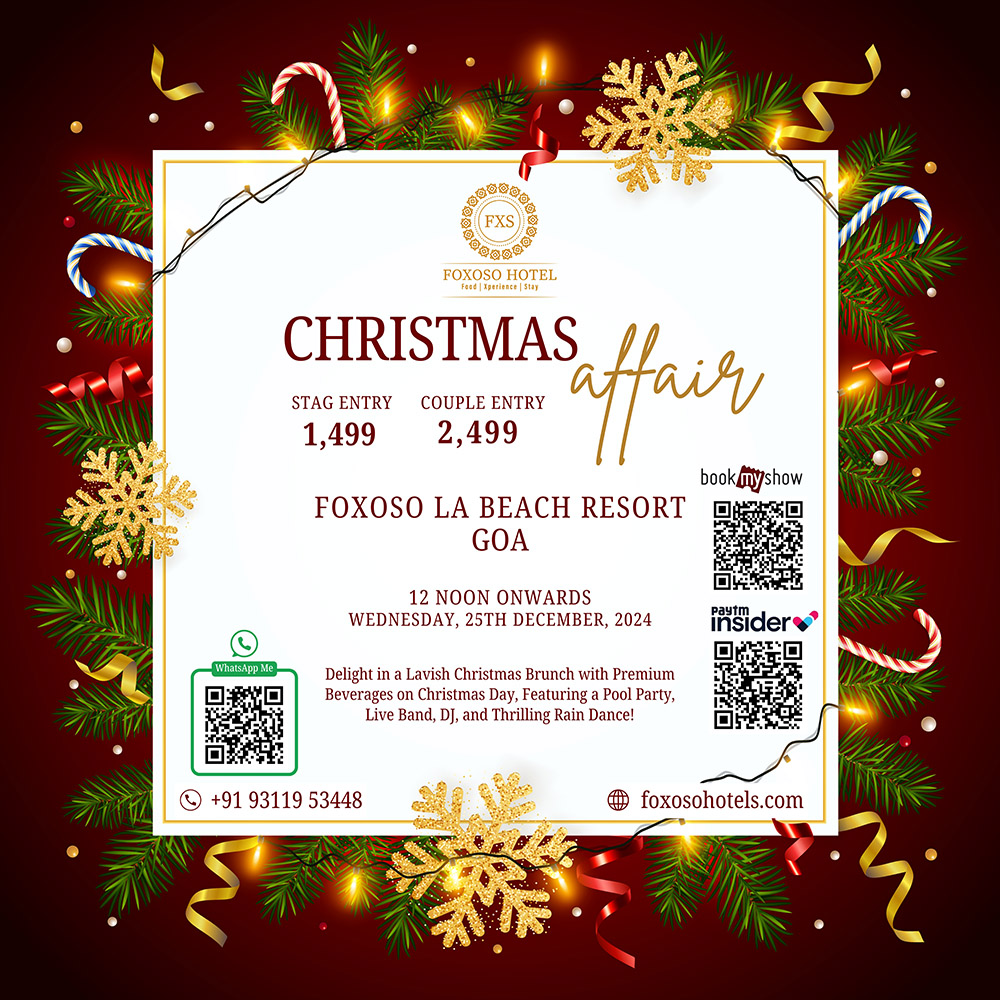 FXS
FOXOSO HOTEL
Food | Xperience | Stay
CHRISTMAS
affair
STAG ENTRY
1,499
COUPLE ENTRY
2,499
FOXOSO LA BEACH RESORT
GOA
bookmyshow
12 NOON ONWARDS
WEDNESDAY, 25TH DECEMBER, 2024
paytm
insider
WhatsApp Me
Delight in a Lavish Christmas Brunch with Premium
Beverages on Christmas Day, Featuring a Pool Party,
Live Band, DJ, and Thrilling Rain Dance!
+91 93119 53448
foxosohotels.com